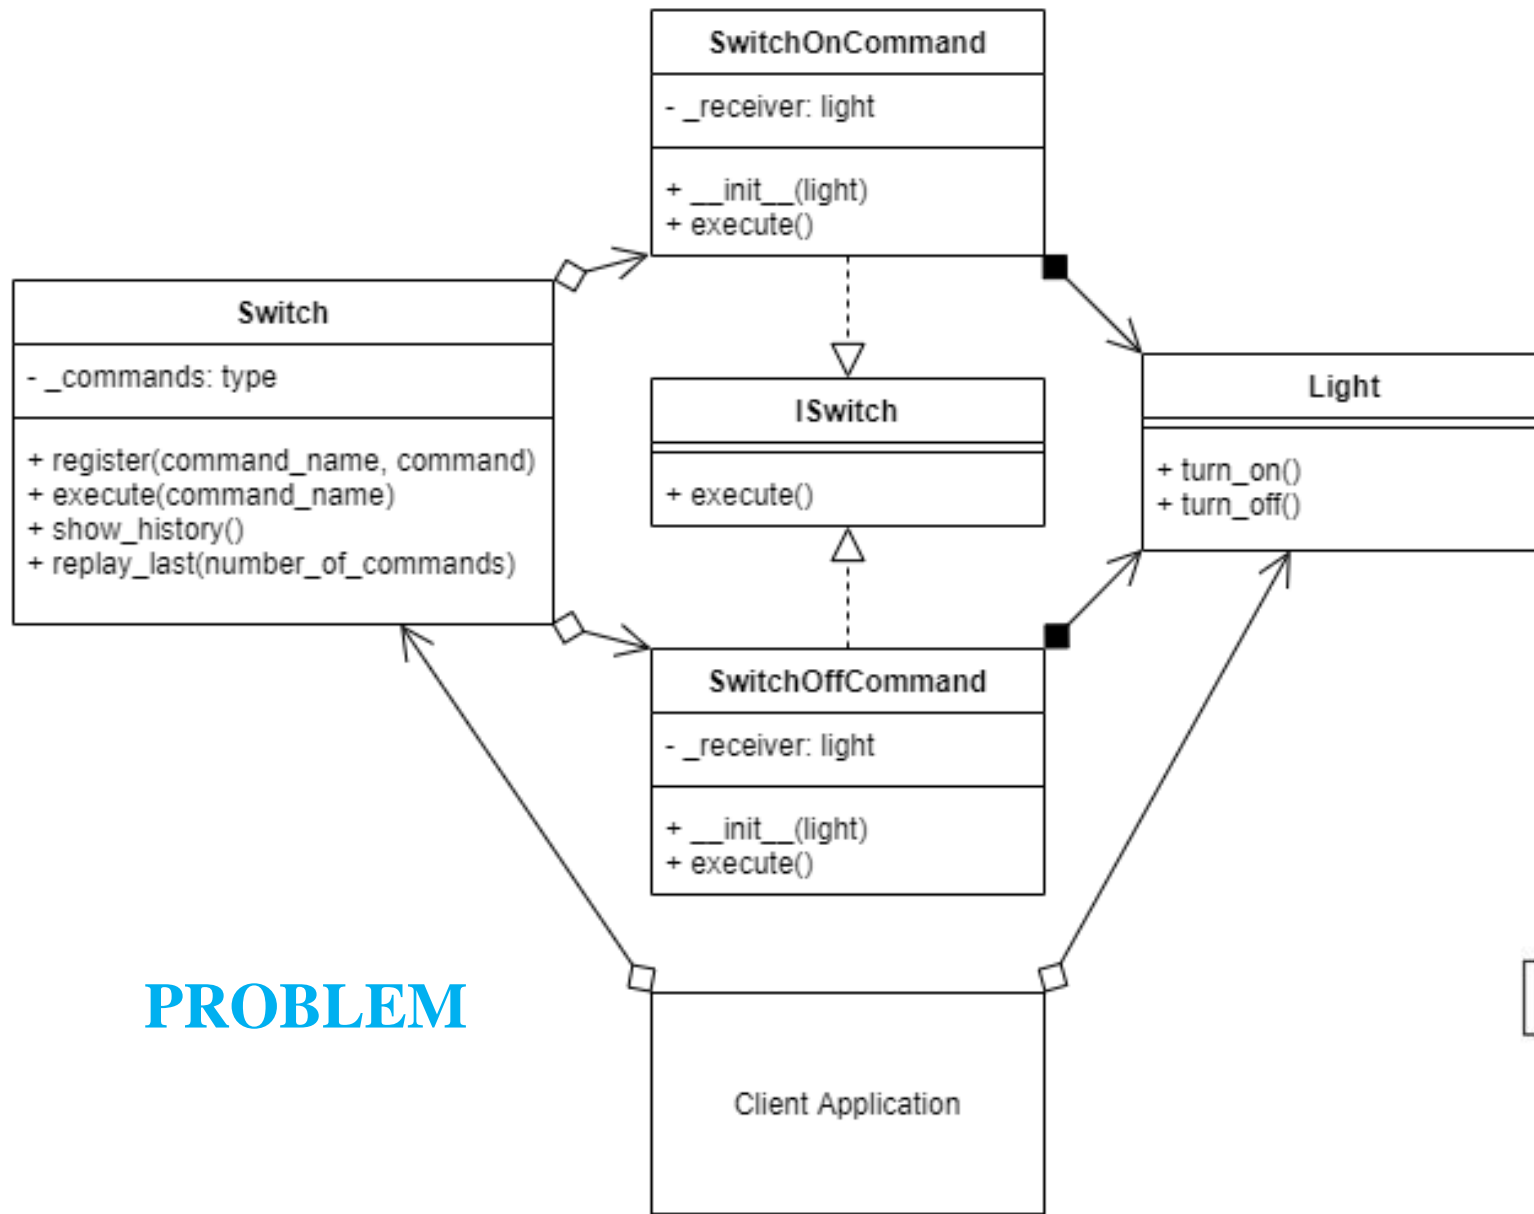 SwitchOnCommand
- _receiver: light
+ __init__(light)
+ execute()
Switch
- _commands: type
+ register(command_name, command)
+ execute(command_name)
+ show_history()
+ replay_last(number_of_commands)
ISwitch
+ execute()
Light
+ turn_on()
+ turn_off()
SwitchOffCommand
- _receiver: light
+ __init__(light)
+ execute()
PROBLEM
Client Application